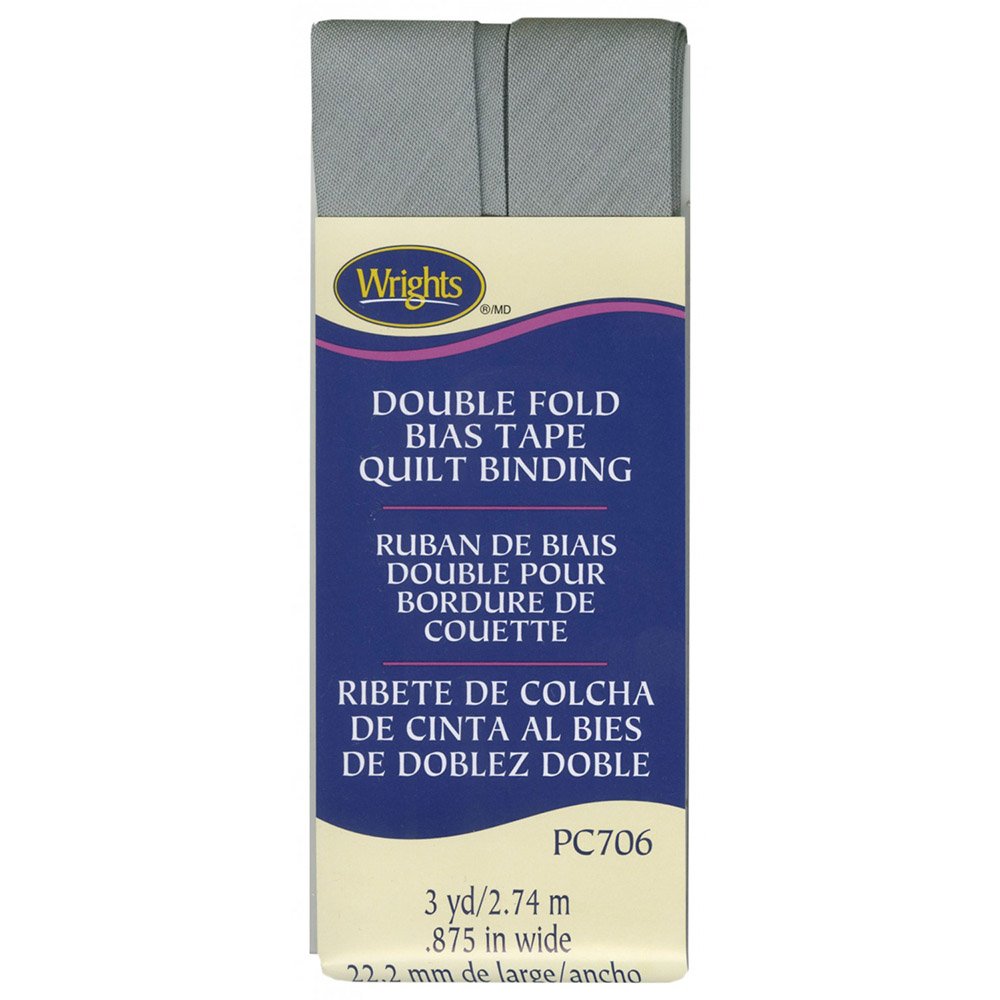 Wrights
®/MD
DOUBLE FOLD
BIAS TAPE
QUILT BINDING
RUBAN DE BIAIS
DOUBLE POUR
BORDURE DE
COUETTE
RIBETE DE COLCHA
DE CINTA AL BIES
DE DOBLEZ DOBLE
PC706
3 yd/2.74 m
.875 in wide
22.2 mm de large/ancho